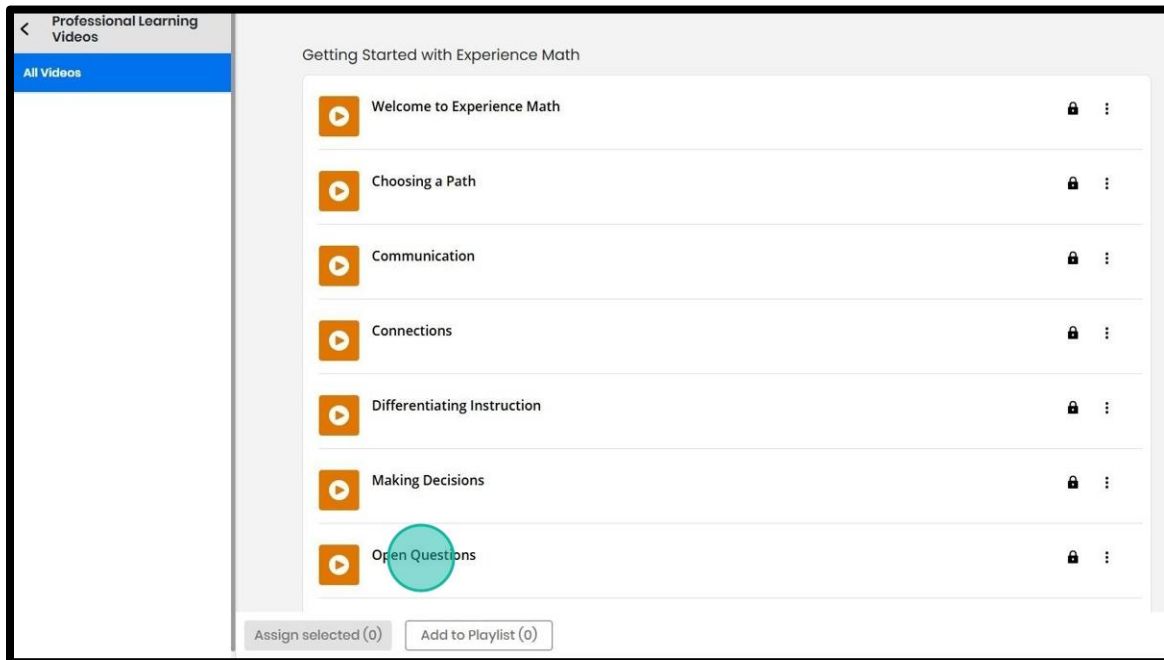 Professional Learning
Videos
All Videos
Getting Started with Experience Math
Welcome to Experience Math
Choosing a Path
Communication
Connections
Differentiating Instruction
Making Decisions
Open Questions
Assign selected (0)
Add to Playlist (0)